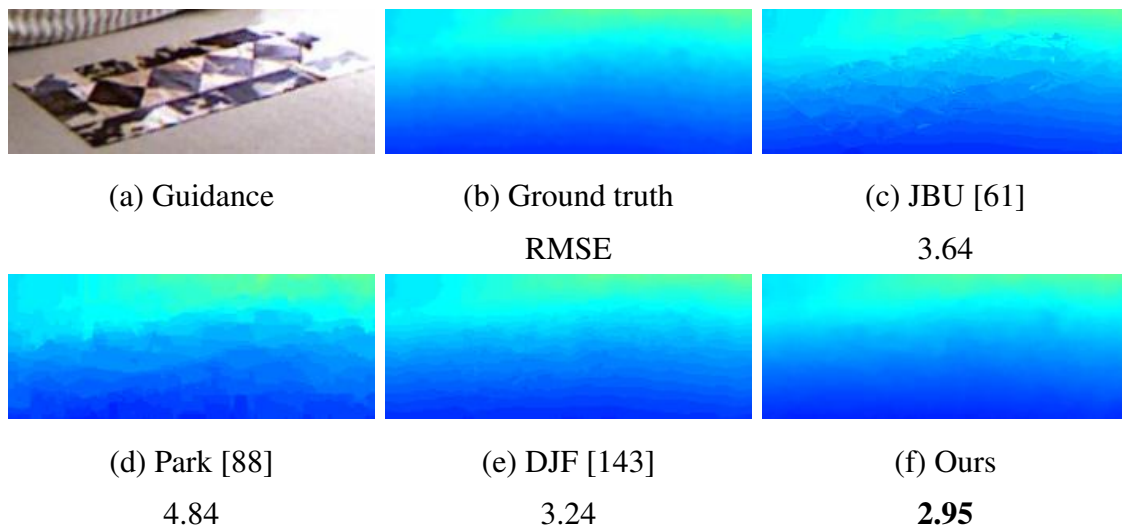 (a) Guidance
(b) Ground truth
(c) JBU [61]
RMSE
3.64
(d) Park [88]
(e) DJF [143]
(f) Ours
4.84
3.24
2.95